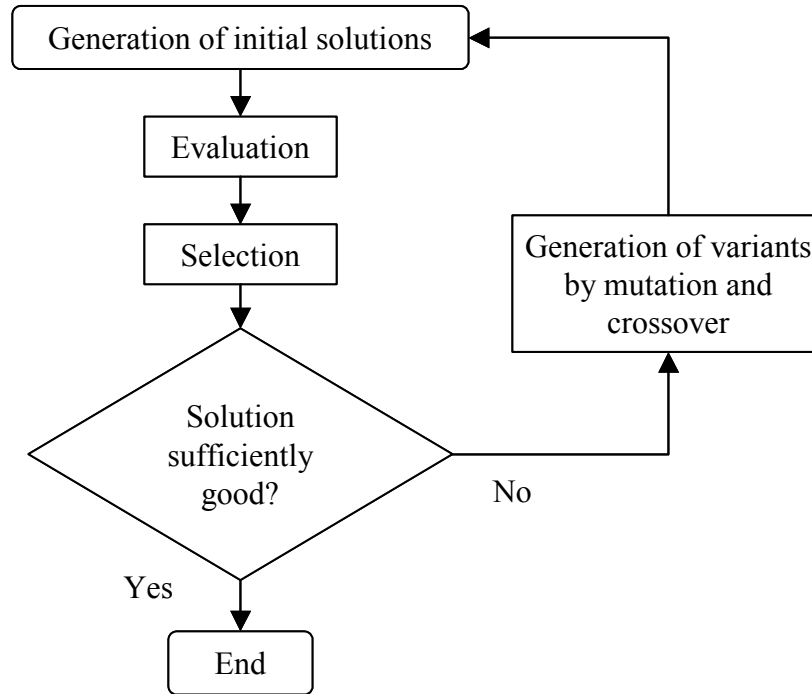 Generation of initial solutions
Evaluation
Selection
Solution
sufficiently
good?
No
Generation of variants
by mutation and
crossover
Yes
End